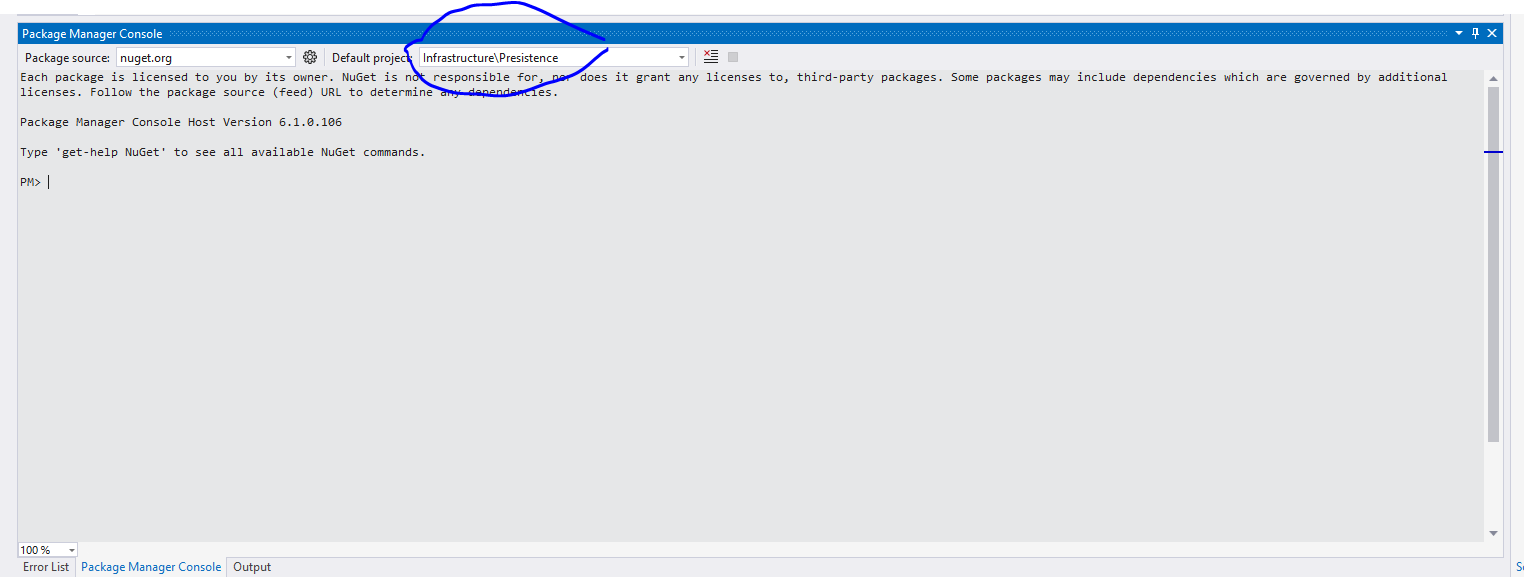 Package Manager Console
Package source: nuget.org Default project: Infrastructure\Presistence
Each package is licensed to you by its owner. NuGet is not responsible for, nor does it grant any licenses to, third-party packages. Some packages may include dependencies which are governed by additional
licenses. Follow the package source (feed) URL to determine any dependencies.
Package Manager Console Host Version 6.1.0.106
Type 'get-help NuGet' to see all available NuGet commands.
PM>
100 %
Error List Package Manager Console Output